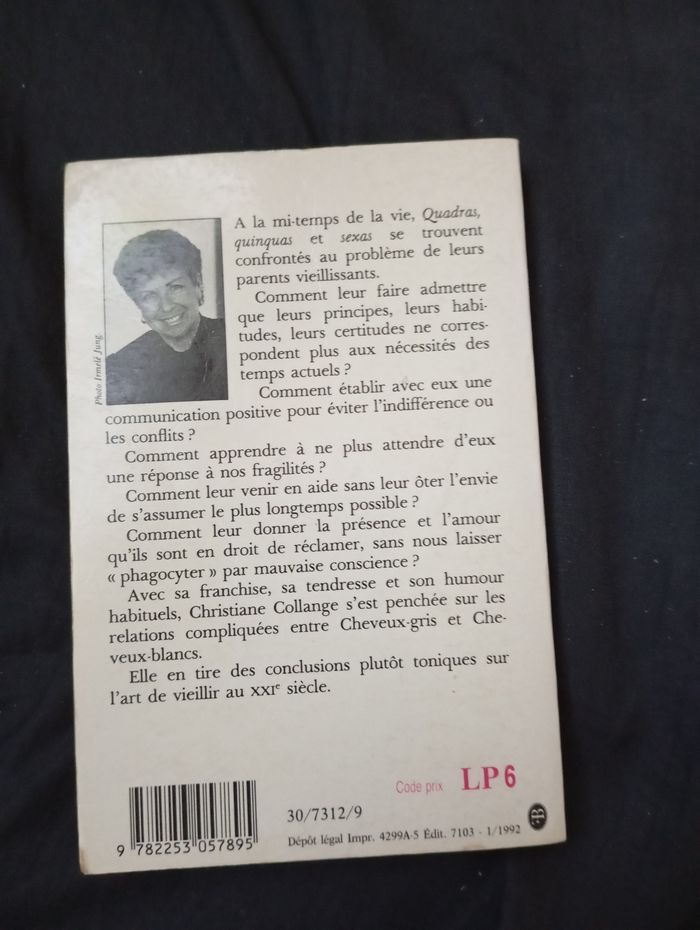 A la mi-temps de la vie, Quadras,
quinquas et sexas se trouvent
confrontés au problème de leurs
parents vieillissants.
Comment leur faire admettre
que leurs principes, leurs habi-
tudes, leurs certitudes ne corres-
pondent plus aux nécessités des
temps actuels ?
Comment établir avec eux une
communication positive pour éviter l'indifférence ou
les conflits ?
Comment apprendre à ne plus attendre d'eux
une réponse à nos fragilités ?
Comment leur venir en aide sans leur ôter l'envie
de s'assumer le plus longtemps possible ?
Comment leur donner la présence et l'amour
qu'ils sont en droit de réclamer, sans nous laisser
« phagocyter » par mauvaise conscience ?
Avec sa franchise, sa tendresse et son humour
habituels, Christiane Collange s'est penchée sur les
relations compliquées entre Cheveux-gris et Che-
veux-blancs.
Elle en tire des conclusions plutôt toniques sur
l'art de vieillir au XXIe siècle.
Photo Irmeli Jung.
Code prix LP 6
30/7312/9
Dépôt légal Impr. 4299A-5 Édit. 7103 - 1/1992
9 782253 057895